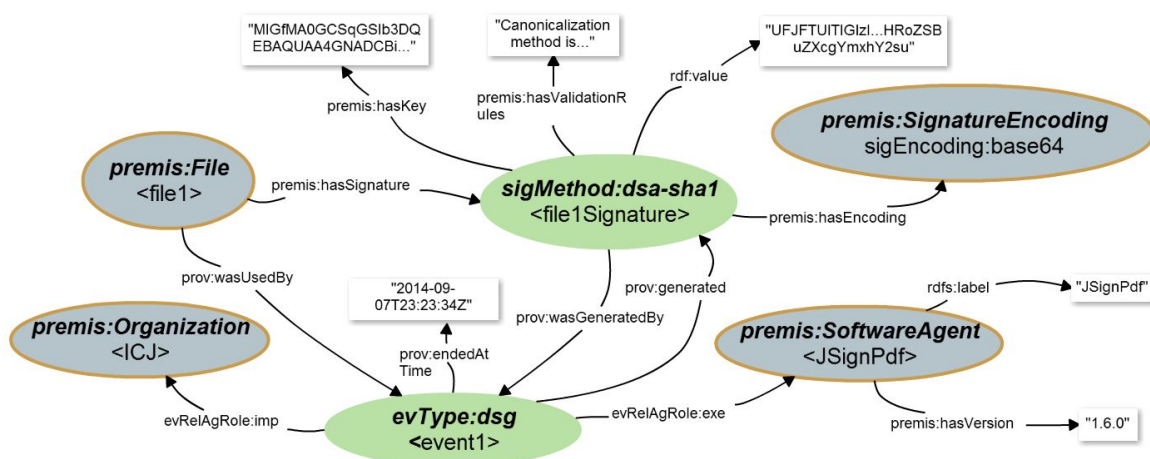 "MIGfMA0GCSqGSIb3DQ
EBAQUAA4GNADCBi..."
"Canonicalization
method is..."
"UFJFTUlTIGlzI...HRoZSB
uZXcgYmxhY2su"
rdf:value
premis:hasKey
premis:hasValidationR
ules
premis:SignatureEncoding
sigEncoding:base64
premis:File
<file1>
premis:hasSignature
sigMethod:dsa-sha1
<file1Signature>
premis:hasEncoding
prov:wasUsedBy
"2014-09-
07T23:23:34Z"
prov:generated
rdfs:label
"JSignPdf"
premis:Organization
<ICJ>
prov:wasGeneratedBy
premis:SoftwareAgent
<JSignPdf>
prov:endedAt
Time
evRelAgRole:imp
evType:dsg
<event1>
evRelAgRole:exe
premis:hasVersion
"1.6.0"